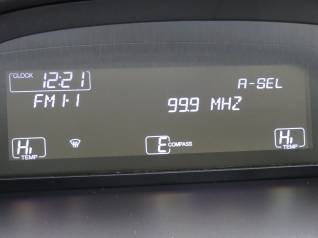 CLOCK 12:21
A-SEL
FM1-1 99.9 MHZ
HI E COMPASS HI
TEMP TEMP